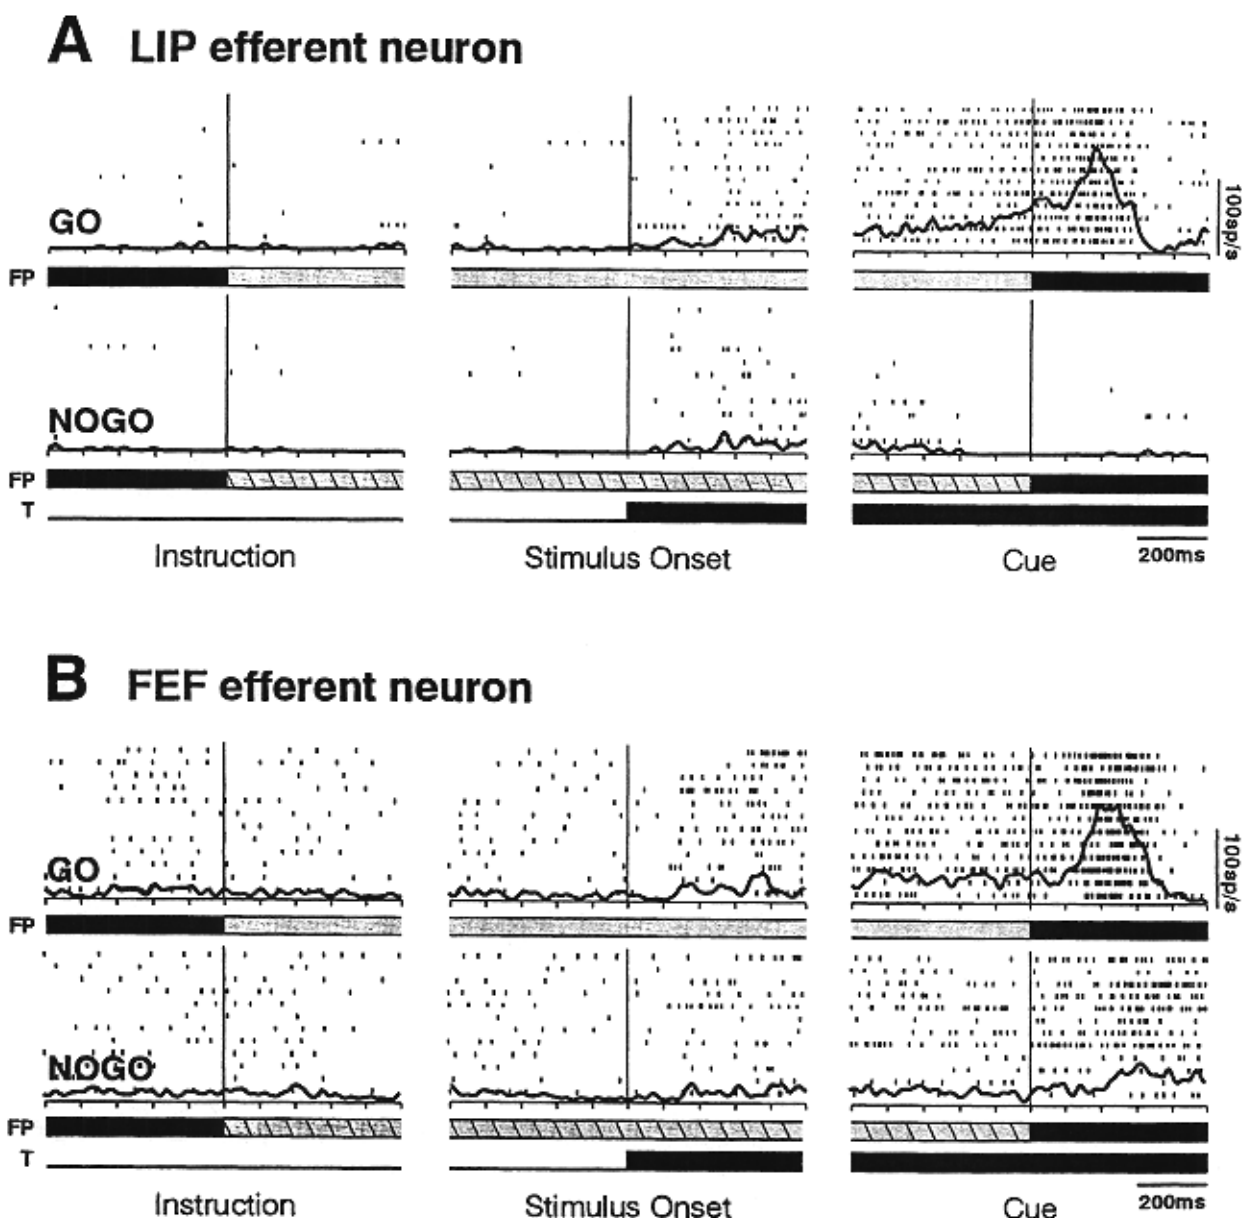 A LIP efferent neuron
GO
100sp/s
FP
NOGO
FP
T
Instruction
Stimulus Onset
Cue
200ms
B FEF efferent neuron
GO
100sp/s
FP
NOGO
FP
T
Instruction
Stimulus Onset
Cue
200ms